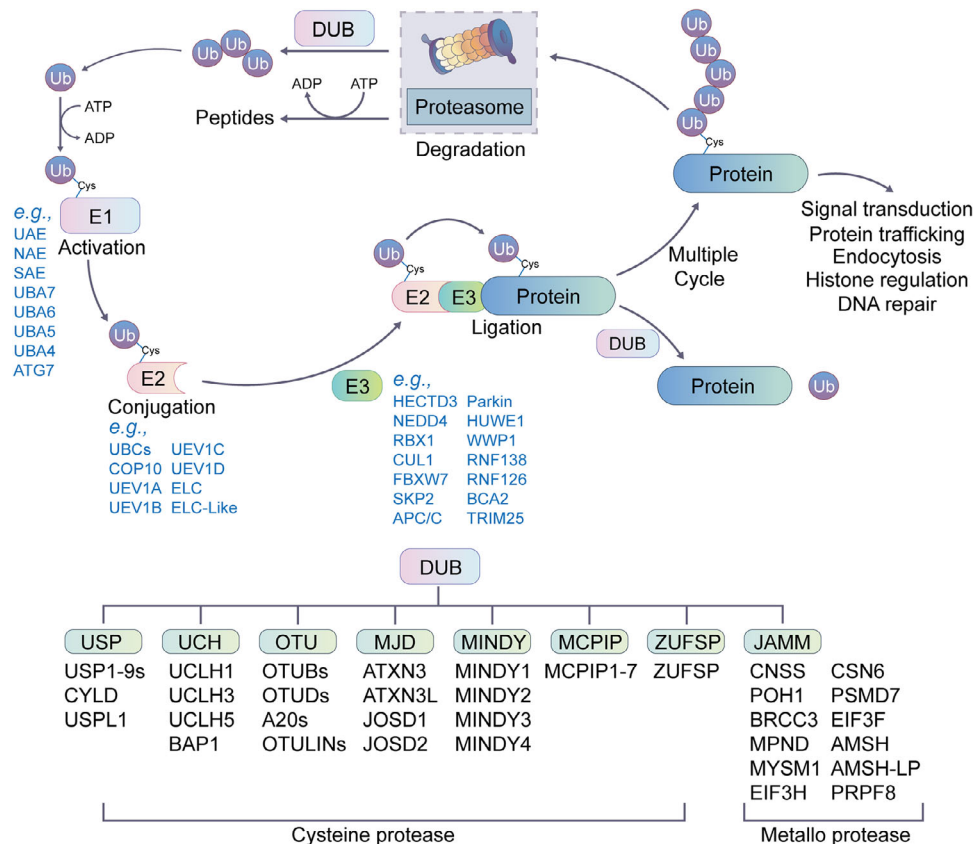 DUB
Ub
Ub
Ub
Ub
ADP
ATP
Peptides
Proteasome
Degradation
ATP
ADP
Ub
Cys
E1
e.g.,
Activation
UAE
NAE
SAE
UBA7
UBA6
UBA5
UBA4
ATG7
Ub
Cys
E2
Conjugation
e.g.,
UBCs UEV1C
COP10 UEV1D
UEV1A ELC
UEV1B ELC-Like
Ub
Cys
E2
E3
Ub
Cys
Protein
Ligation
E3
e.g.,
HECTD3 Parkin
NEDD4 HUWE1
RBX1 WWP1
CUL1 RNF138
FBXW7 RNF126
SKP2 BCA2
APC/C TRIM25
Multiple
Cycle
Ub
Ub
Ub
Ub
Ub
Cys
Protein
Signal transduction
Protein trafficking
Endocytosis
Histone regulation
DNA repair
DUB
Protein
Ub
DUB
USP
USP1-9s
CYLD
USPL1
UCH
UCLH1
UCLH3
UCLH5
BAP1
OTU
OTUBs
OTUDs
A20s
OTULINs
MJD
ATXN3
ATXN3L
JOSD1
JOSD2
MINDY
MINDY1
MINDY2
MINDY3
MINDY4
MCPIP
MCPIP1-7
ZUFSP
ZUFSP
JAMM
CNSS CSN6
POH1 PSMD7
BRCC3 EIF3F
MPND AMSH
MYSM1 AMSH-LP
EIF3H PRPF8
Cysteine protease
Metallo protease